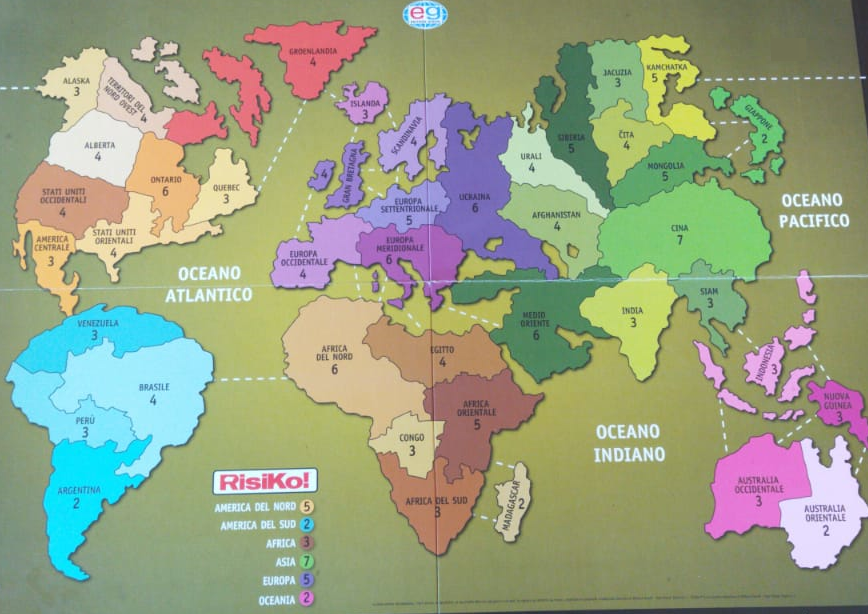 eg
GROENLANDIA
4
ALASKA
3
TERRITORI DEL
NORD OVEST
4
ALBERTA
4
ONTARIO
6
QUEBEC
3
STATI UNITI
OCCIDENTALI
4
STATI UNITI
ORIENTALI
4
AMERICA
CENTRALE
3
ISLANDA
3
SCANDINAVIA
4
GRAN BRETAGNA
4
EUROPA
SETTENTRIONALE
5
EUROPA
OCCIDENTALE
4
EUROPA
MERIDIONALE
6
UCRAINA
6
URALI
4
SIBERIA
5
JACUZIA
3
KAMCHATKA
5
ČITA
4
GIAPPONE
2
MONGOLIA
5
AFGHANISTAN
4
CINA
7
OCEANO
PACIFICO
OCEANO
ATLANTICO
MEDIO
ORIENTE
6
INDIA
3
SIAM
3
VENEZUELA
3
BRASILE
4
PERÙ
3
ARGENTINA
2
AFRICA
DEL NORD
6
EGITTO
4
AFRICA
ORIENTALE
5
CONGO
3
AFRICA DEL SUD
3
MADAGASCAR
2
OCEANO
INDIANO
INDONESIA
3
NUOVA
GUINEA
3
AUSTRALIA
OCCIDENTALE
3
AUSTRALIA
ORIENTALE
2
RisiKo!
AMERICA DEL NORD 5
AMERICA DEL SUD 2
AFRICA 3
ASIA 7
EUROPA 5
OCEANIA 2